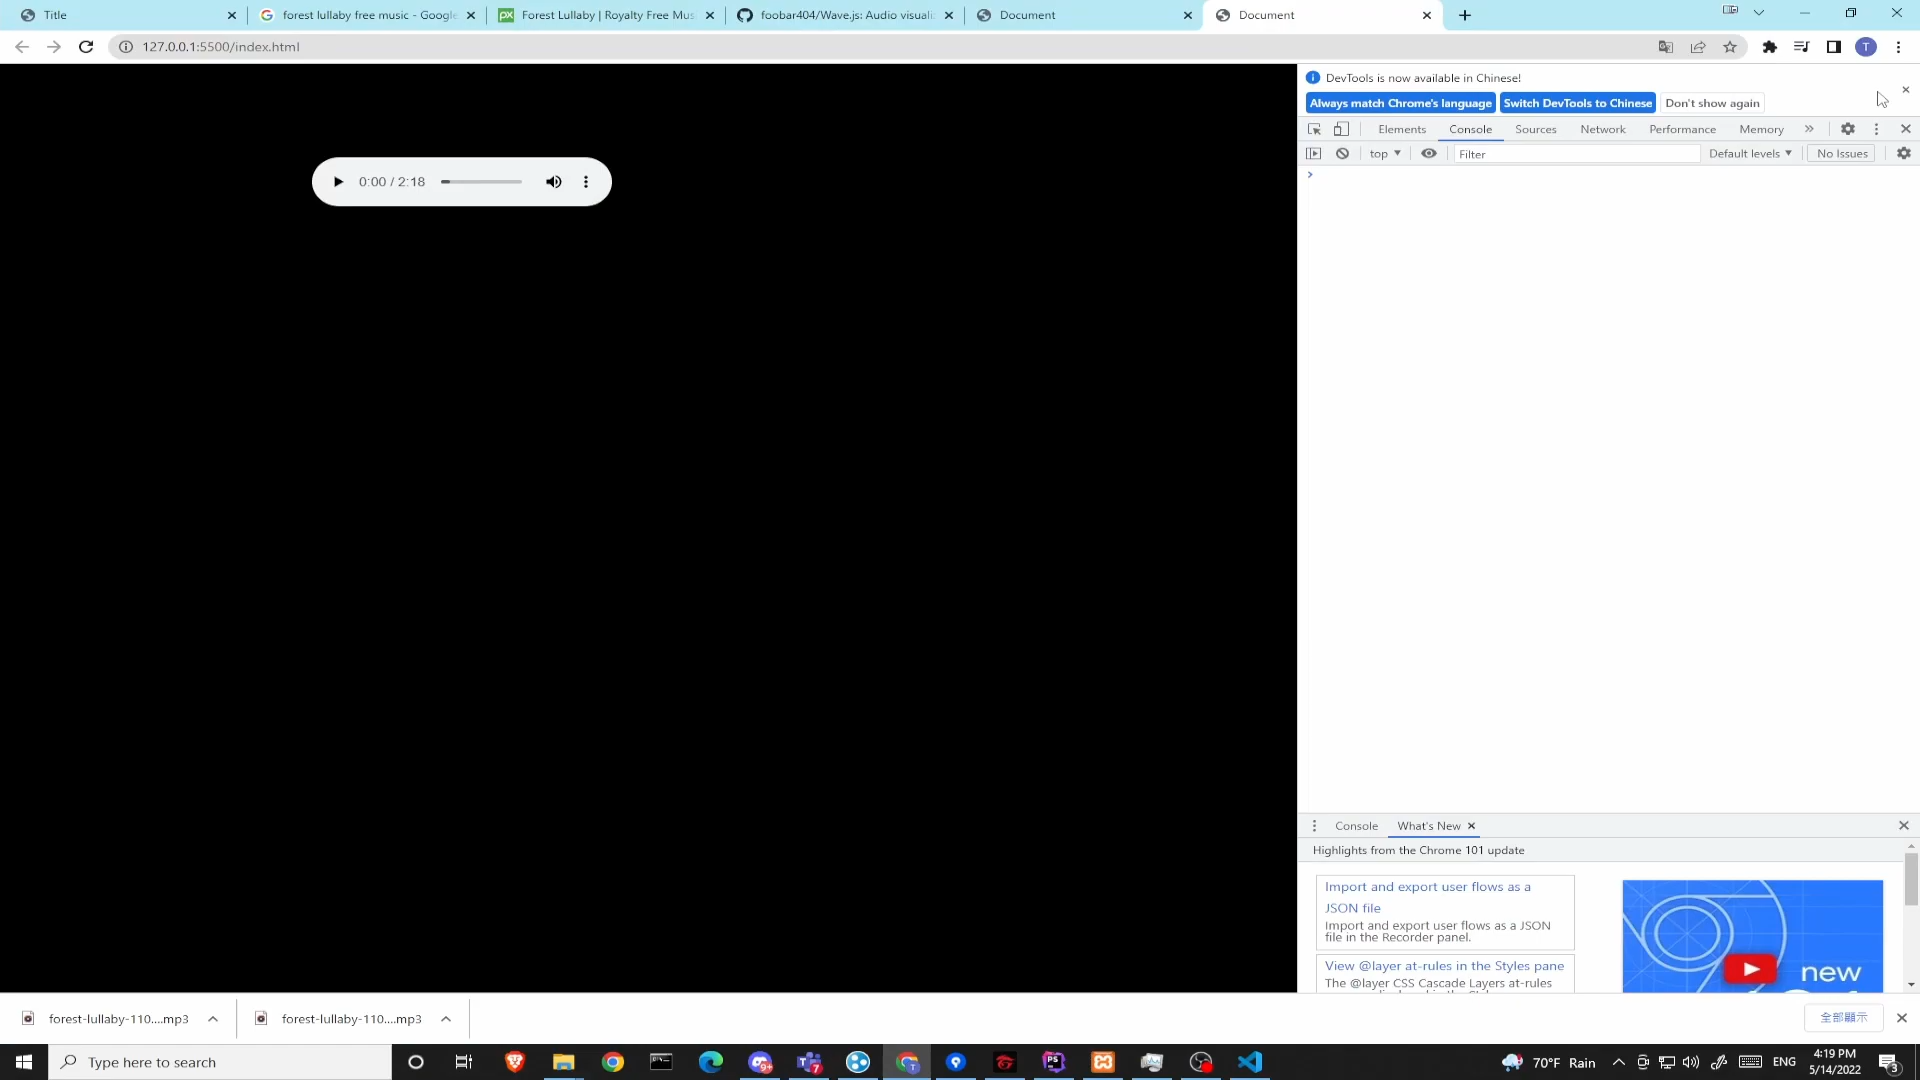 Title
forest lullaby free music - Google
Forest Lullaby | Royalty Free Mus
foobar404/Wave.js: Audio visuali
Document
Document
127.0.0.1:5500/index.html
T
DevTools is now available in Chinese!
Always match Chrome's language
Switch DevTools to Chinese
Don't show again
Elements
Console
Sources
Network
Performance
Memory
top
Filter
Default levels
No Issues
0:00 / 2:18
Console
What's New
Highlights from the Chrome 101 update
Import and export user flows as a
JSON file
Import and export user flows as a JSON
file in the Recorder panel.
View @layer at-rules in the Styles pane
The @layer CSS Cascade Layers at-rules
new
forest-lullaby-110....mp3
forest-lullaby-110....mp3
全部顯示
Type here to search
70°F Rain
ENG
4:19 PM
5/14/2022